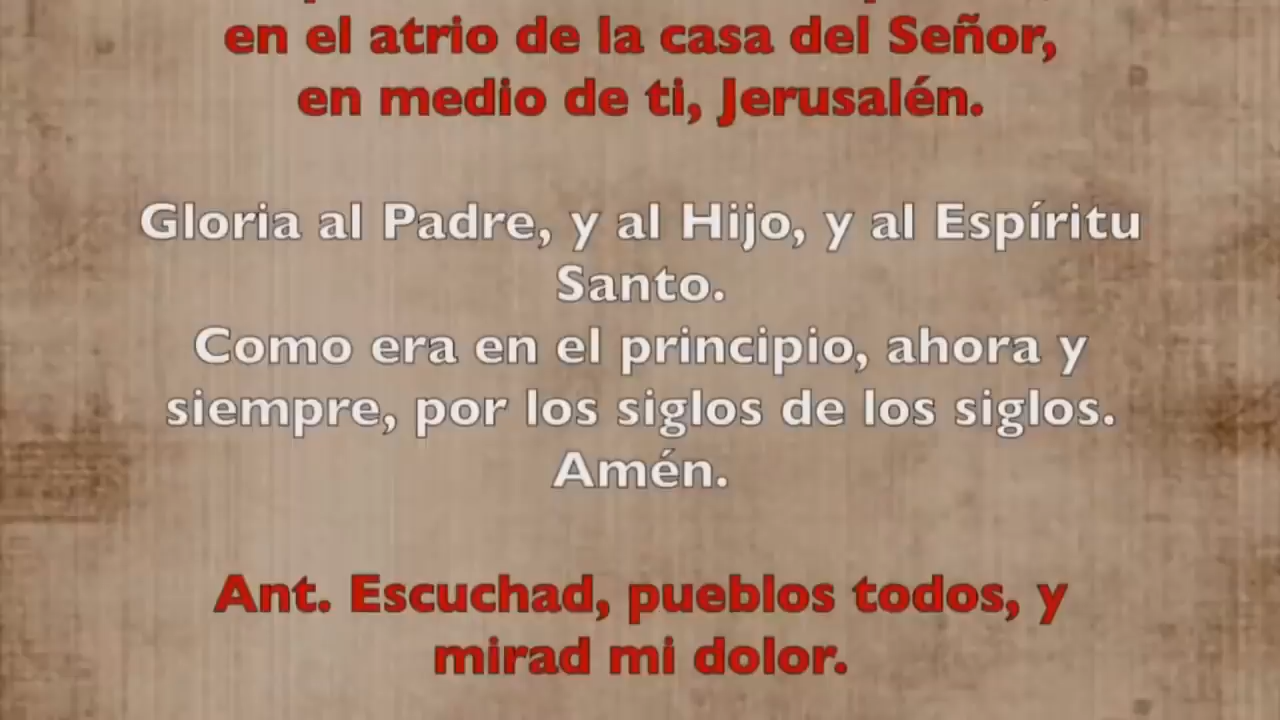 en el atrio de la casa del Señor,
en medio de ti, Jerusalén.
Gloria al Padre, y al Hijo, y al Espíritu
Santo.
Como era en el principio, ahora y
siempre, por los siglos de los siglos.
Amén.
Ant. Escuchad, pueblos todos, y
mirad mi dolor.